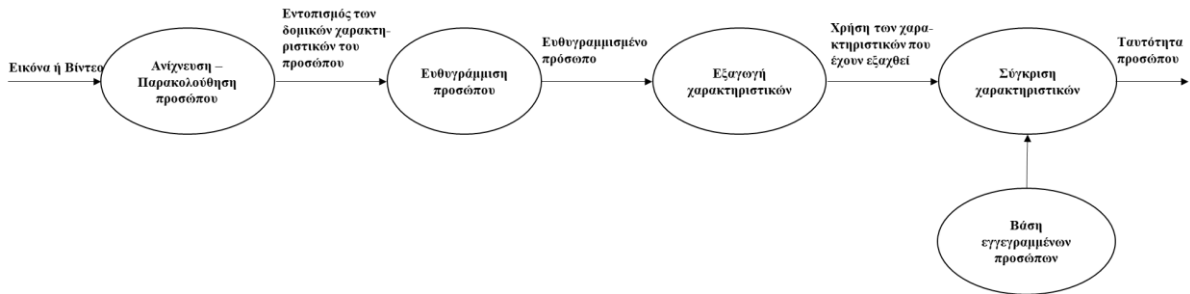 Εικόνα ή Βίντεο
Ανίχνευση –
Παρακολούθηση
προσώπου
Εντοπισμός των
δομικών χαρακτη-
ριστικών του
προσώπου
Ευθυγράμμιση
προσώπου
Ευθυγραμμισμένο
πρόσωπο
Εξαγωγή
χαρακτηριστικών
Χρήση των χαρα-
κτηριστικών που
έχουν εξαχθεί
Σύγκριση
χαρακτηριστικών
Ταυτότητα
προσώπου
Βάση
εγγεγραμμένων
προσώπων